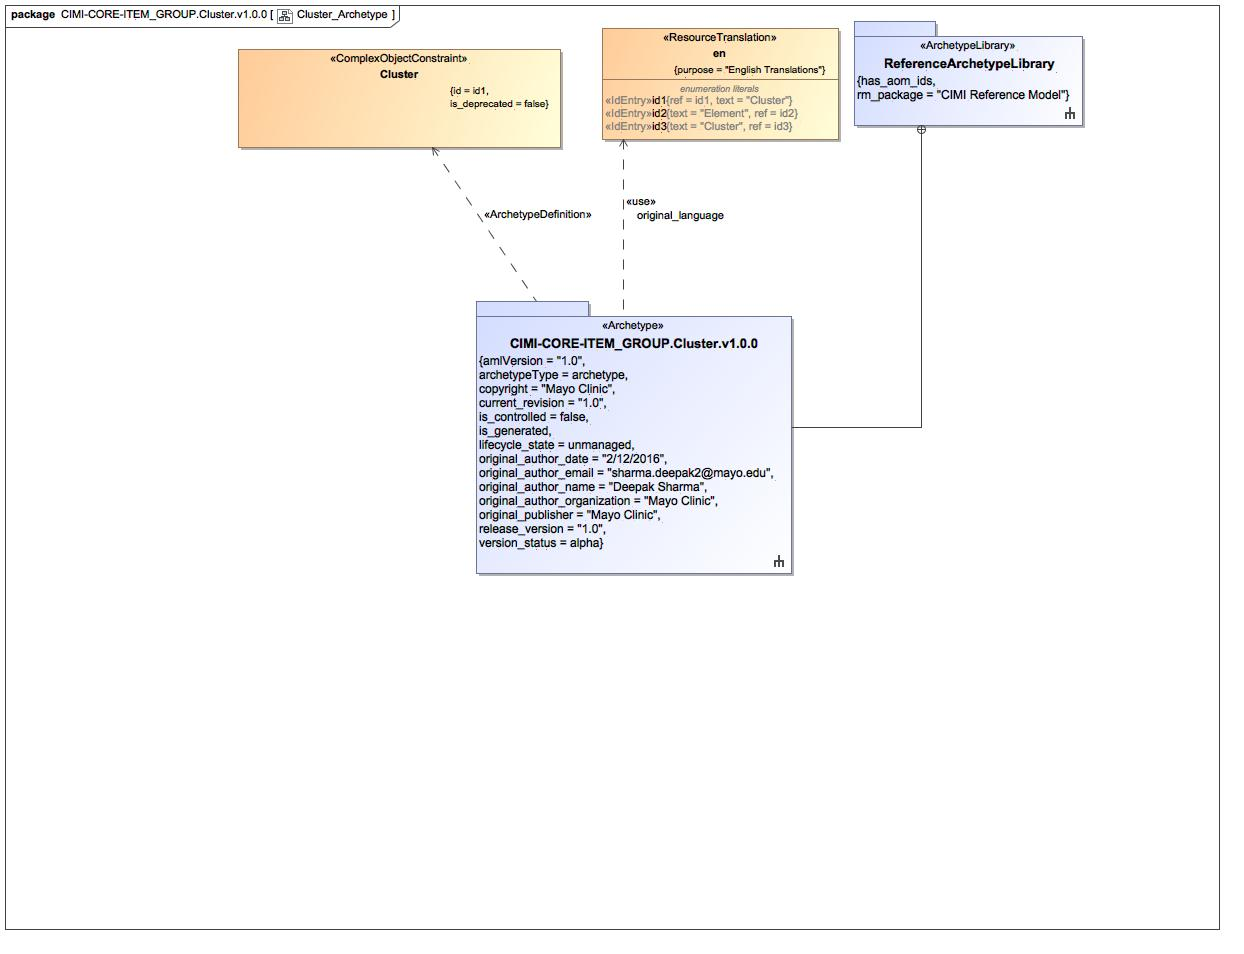 package CIMI-CORE-ITEM_GROUP.Cluster.v1.0.0 [ Cluster_Archetype ]
«ComplexObjectConstraint»
Cluster
{id = id1,
is_deprecated = false}
«ResourceTranslation»
en
{purpose = "English Translations"}
enumeration literals
«IdEntry»id1{ref = id1, text = "Cluster"}
«IdEntry»id2{text = "Element", ref = id2}
«IdEntry»id3{text = "Cluster", ref = id3}
«ArchetypeLibrary»
ReferenceArchetypeLibrary
{has_aom_ids,
rm_package = "CIMI Reference Model"}
«ArchetypeDefinition»
«use»
original_language
«Archetype»
CIMI-CORE-ITEM_GROUP.Cluster.v1.0.0
{amlVersion = "1.0",
archetypeType = archetype,
copyright = "Mayo Clinic",
current_revision = "1.0",
is_controlled = false,
is_generated,
lifecycle_state = unmanaged,
original_author_date = "2/12/2016",
original_author_email = "sharma.deepak2@mayo.edu",
original_author_name = "Deepak Sharma",
original_author_organization = "Mayo Clinic",
original_publisher = "Mayo Clinic",
release_version = "1.0",
version_status = alpha}